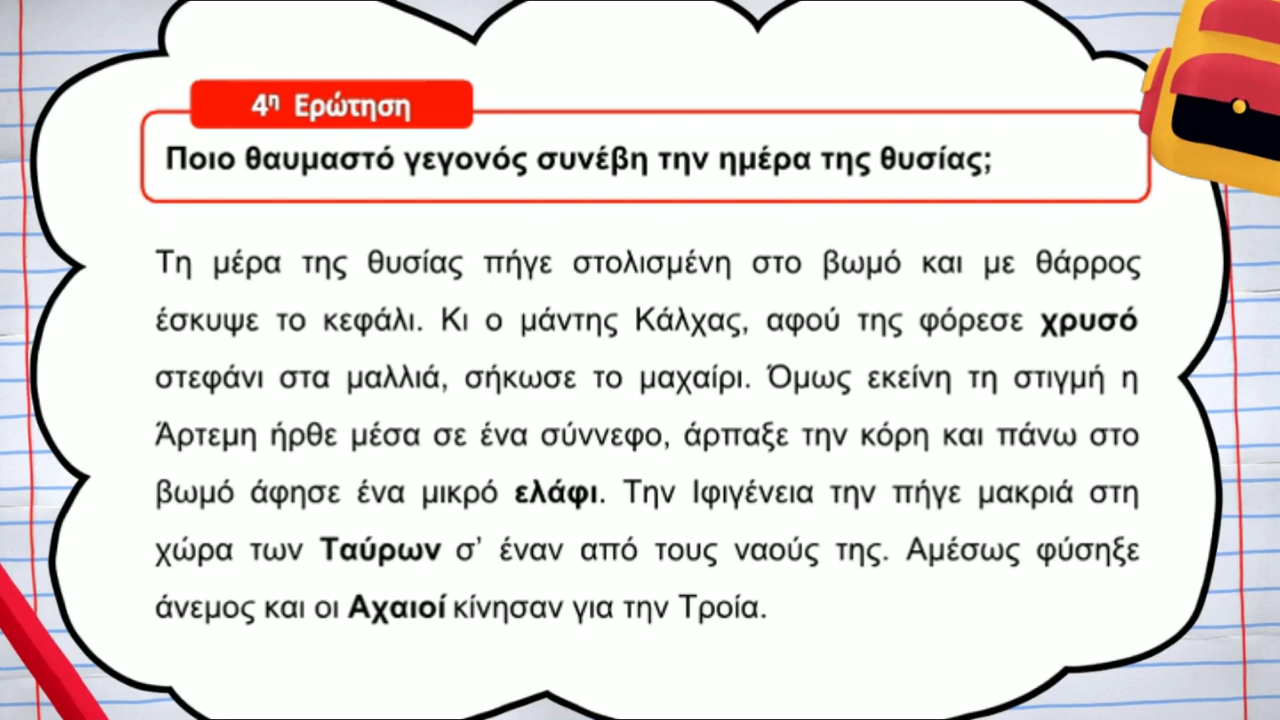 4η Ερώτηση
Ποιο θαυμαστό γεγονός συνέβη την ημέρα της θυσίας;
Τη μέρα της θυσίας πήγε στολισμένη στο βωμό και με θάρρος
έσκυψε το κεφάλι. Κι ο μάντης Κάλχας, αφού της φόρεσε χρυσό
στεφάνι στα μαλλιά, σήκωσε το μαχαίρι. Όμως εκείνη τη στιγμή η
Άρτεμη ήρθε μέσα σε ένα σύννεφο, άρπαξε την κόρη και πάνω στο
βωμό άφησε ένα μικρό ελάφι. Την Ιφιγένεια την πήγε μακριά στη
χώρα των Ταύρων σ’ έναν από τους ναούς της. Αμέσως φύσηξε
άνεμος και οι Αχαιοί κίνησαν για την Τροία.